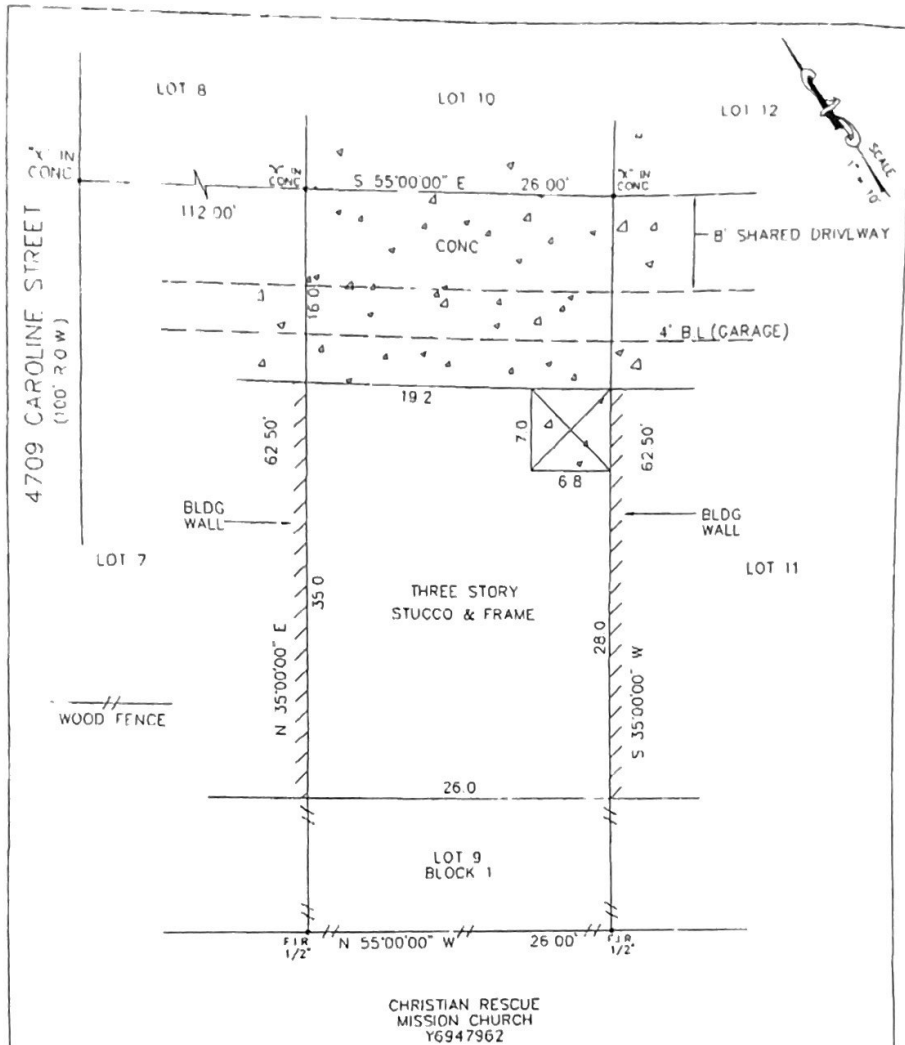 LOT 8
LOT 10
LOT 12
SCALE
1" = 10'
"X" IN
CONC
"X" IN
CONC
S 55°00'00" E
26 00'
"X" IN
CONC
112 00'
8' SHARED DRIVEWAY
CONC
16 0
4' B.L (GARAGE)
4709 CAROLINE STREET
(100' ROW)
19 2
7 0
6 8
62 50'
62 50'
BLDG
WALL
BLDG
WALL
LOT 7
LOT 11
THREE STORY
STUCCO & FRAME
35 0
28 0
N 35°00'00" E
S 35°00'00" W
WOOD FENCE
26.0
LOT 9
BLOCK 1
F.I.R
1/2"
N 55°00'00" W
26 00'
F.I.R
1/2"
CHRISTIAN RESCUE
MISSION CHURCH
Y6947962